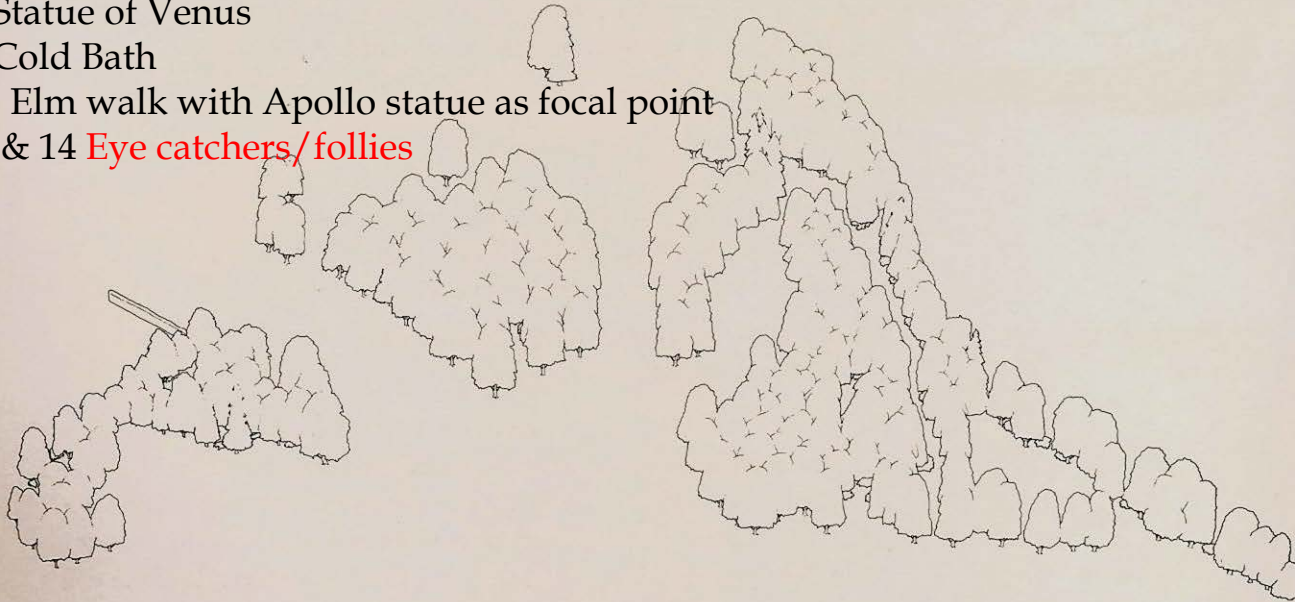 Statue of Venus
Cold Bath
Elm walk with Apollo statue as focal point
& 14 Eye catchers/follies